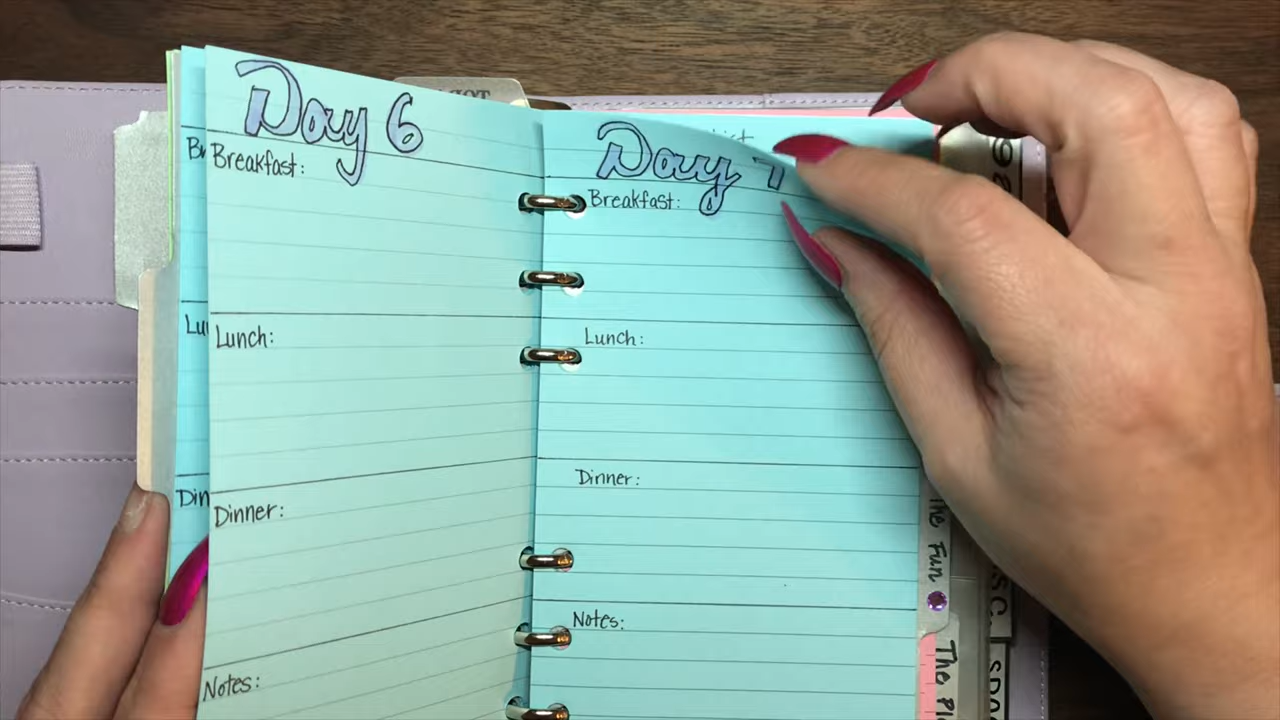 Day 6
Breakfast:
Lunch:
Dinner:
Notes:
Day 7
Breakfast:
Lunch:
Dinner:
Notes:
The Fun